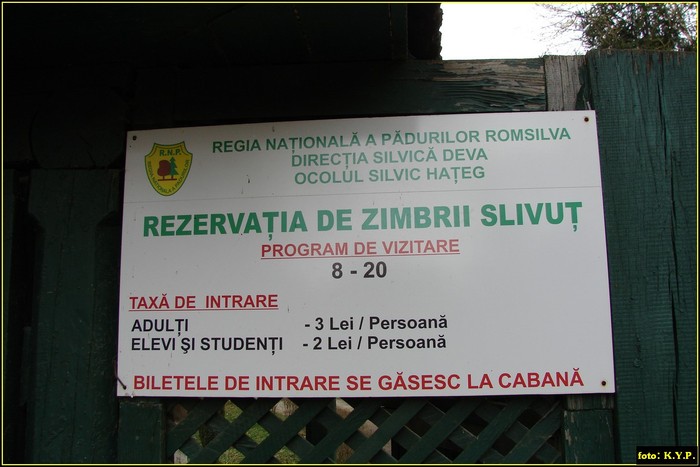 REGIA NAȚIONALĂ A PĂDURILOR ROMSILVA
DIRECȚIA SILVICĂ DEVA
OCOLUL SILVIC HAȚEG
R.N.P.
REZERVAȚIA DE ZIMBRII SLIVUȚ
PROGRAM DE VIZITARE
8 - 20
TAXĂ DE INTRARE
ADULȚI - 3 Lei / Persoană
ELEVI ŞI STUDENȚI - 2 Lei / Persoană
BILETELE DE INTRARE SE GĂSESC LA CABANĂ
foto: K.Y.P.